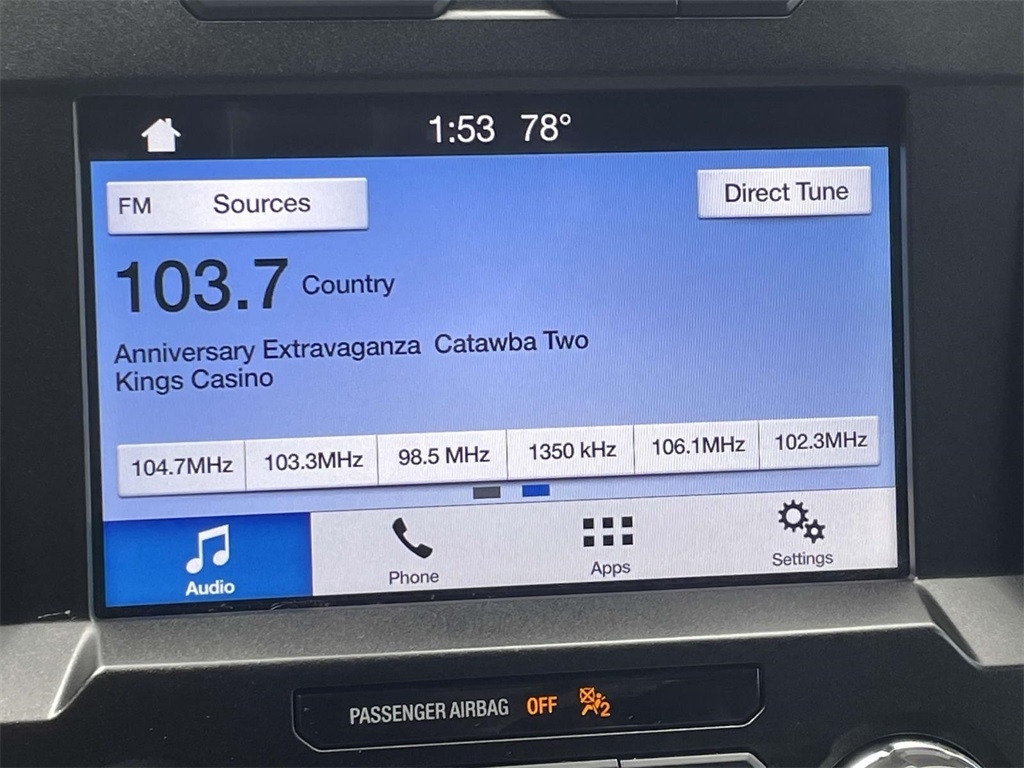 1:53 78°
FM Sources
Direct Tune
103.7 Country
Anniversary Extravaganza Catawba Two
Kings Casino
104.7MHz 103.3MHz 98.5 MHz 1350 kHz 106.1MHz 102.3MHz
Audio Phone Apps Settings
PASSENGER AIRBAG OFF 2